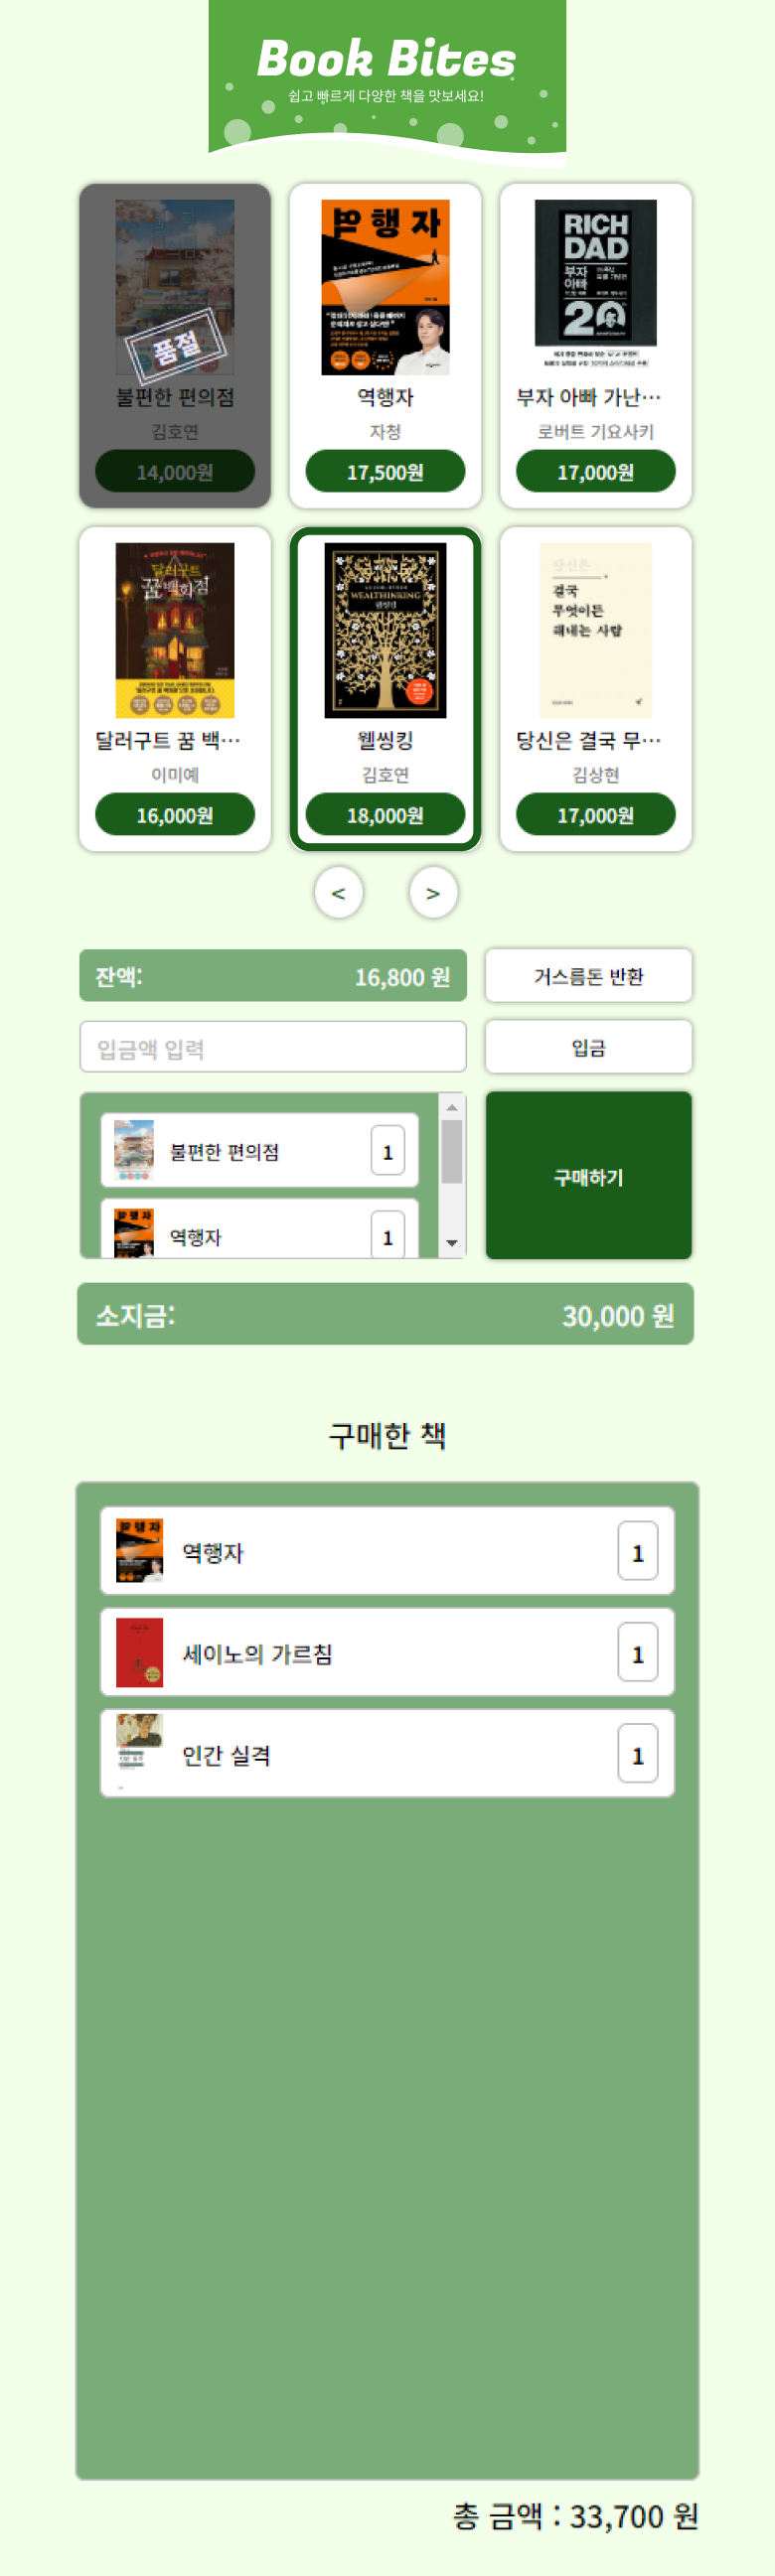 Book Bites
쉽고 빠르게 다양한 책을 맛보세요!
품절
불편한 편의점
김호연
14,000원
역행자
역행자
자청
17,500원
RICH
DAD
부자
아빠
20
부자 아빠 가난…
로버트 기요사키
17,000원
달러구트
꿈백화점
달러구트 꿈 백…
이미예
16,000원
WEALTHINKING
웰씽킹
웰씽킹
김호연
18,000원
당신은
결국
무엇이든
해내는 사람
당신은 결국 무…
김상현
17,000원
< >
잔액: 16,800 원
거스름돈 반환
입금액 입력
입금
불편한 편의점 1
역행자
역행자 1
구매하기
소지금: 30,000 원
구매한 책
역행자
역행자 1
세이노의 가르침 1
인간 실격 1
총 금액 : 33,700 원